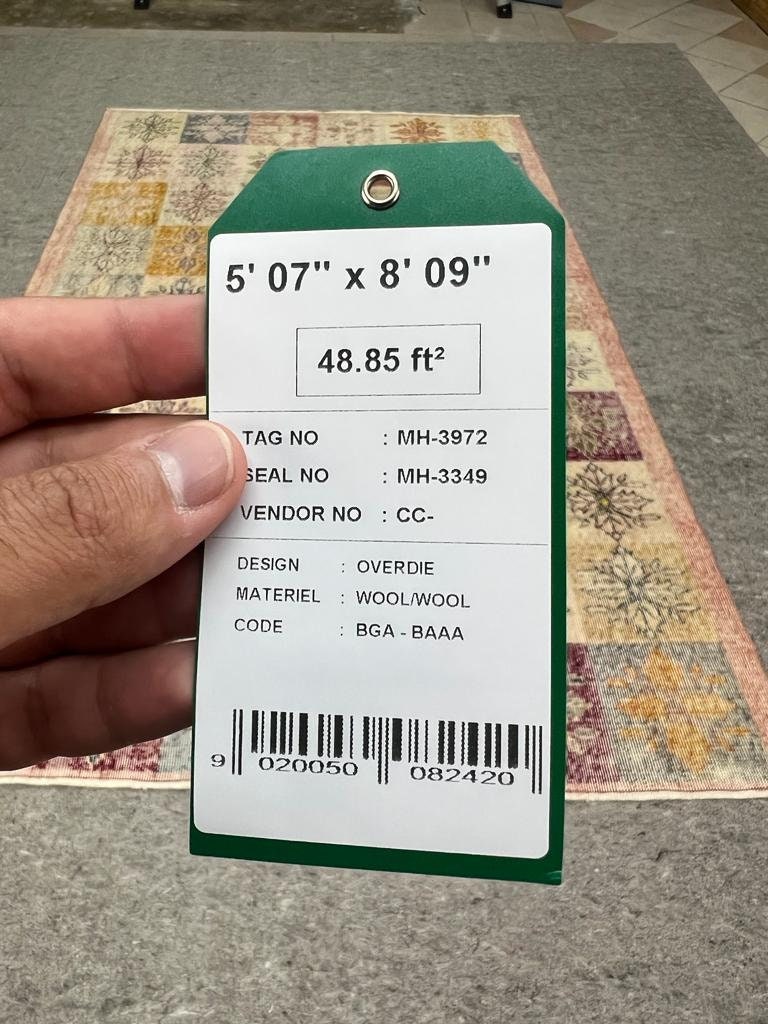 5' 07" x 8' 09"
48.85 ft²
TAG NO : MH-3972
SEAL NO : MH-3349
VENDOR NO : CC-
DESIGN : OVERDIE
MATERIEL : WOOL/WOOL
CODE : BGA - BAAA
9 020050 082420